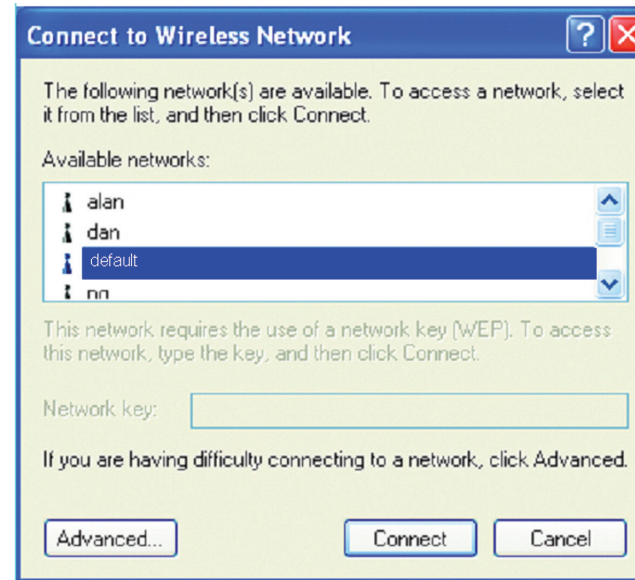 Connect to Wireless Network
The following network(s) are available. To access a network, select
it from the list, and then click Connect.
Available networks:
alan
dan
default
This network requires the use of a network key (WEP). To access
this network, type the key, and then click Connect.
Network key:
If you are having difficulty connecting to a network, click Advanced.
Advanced...
Connect
Cancel